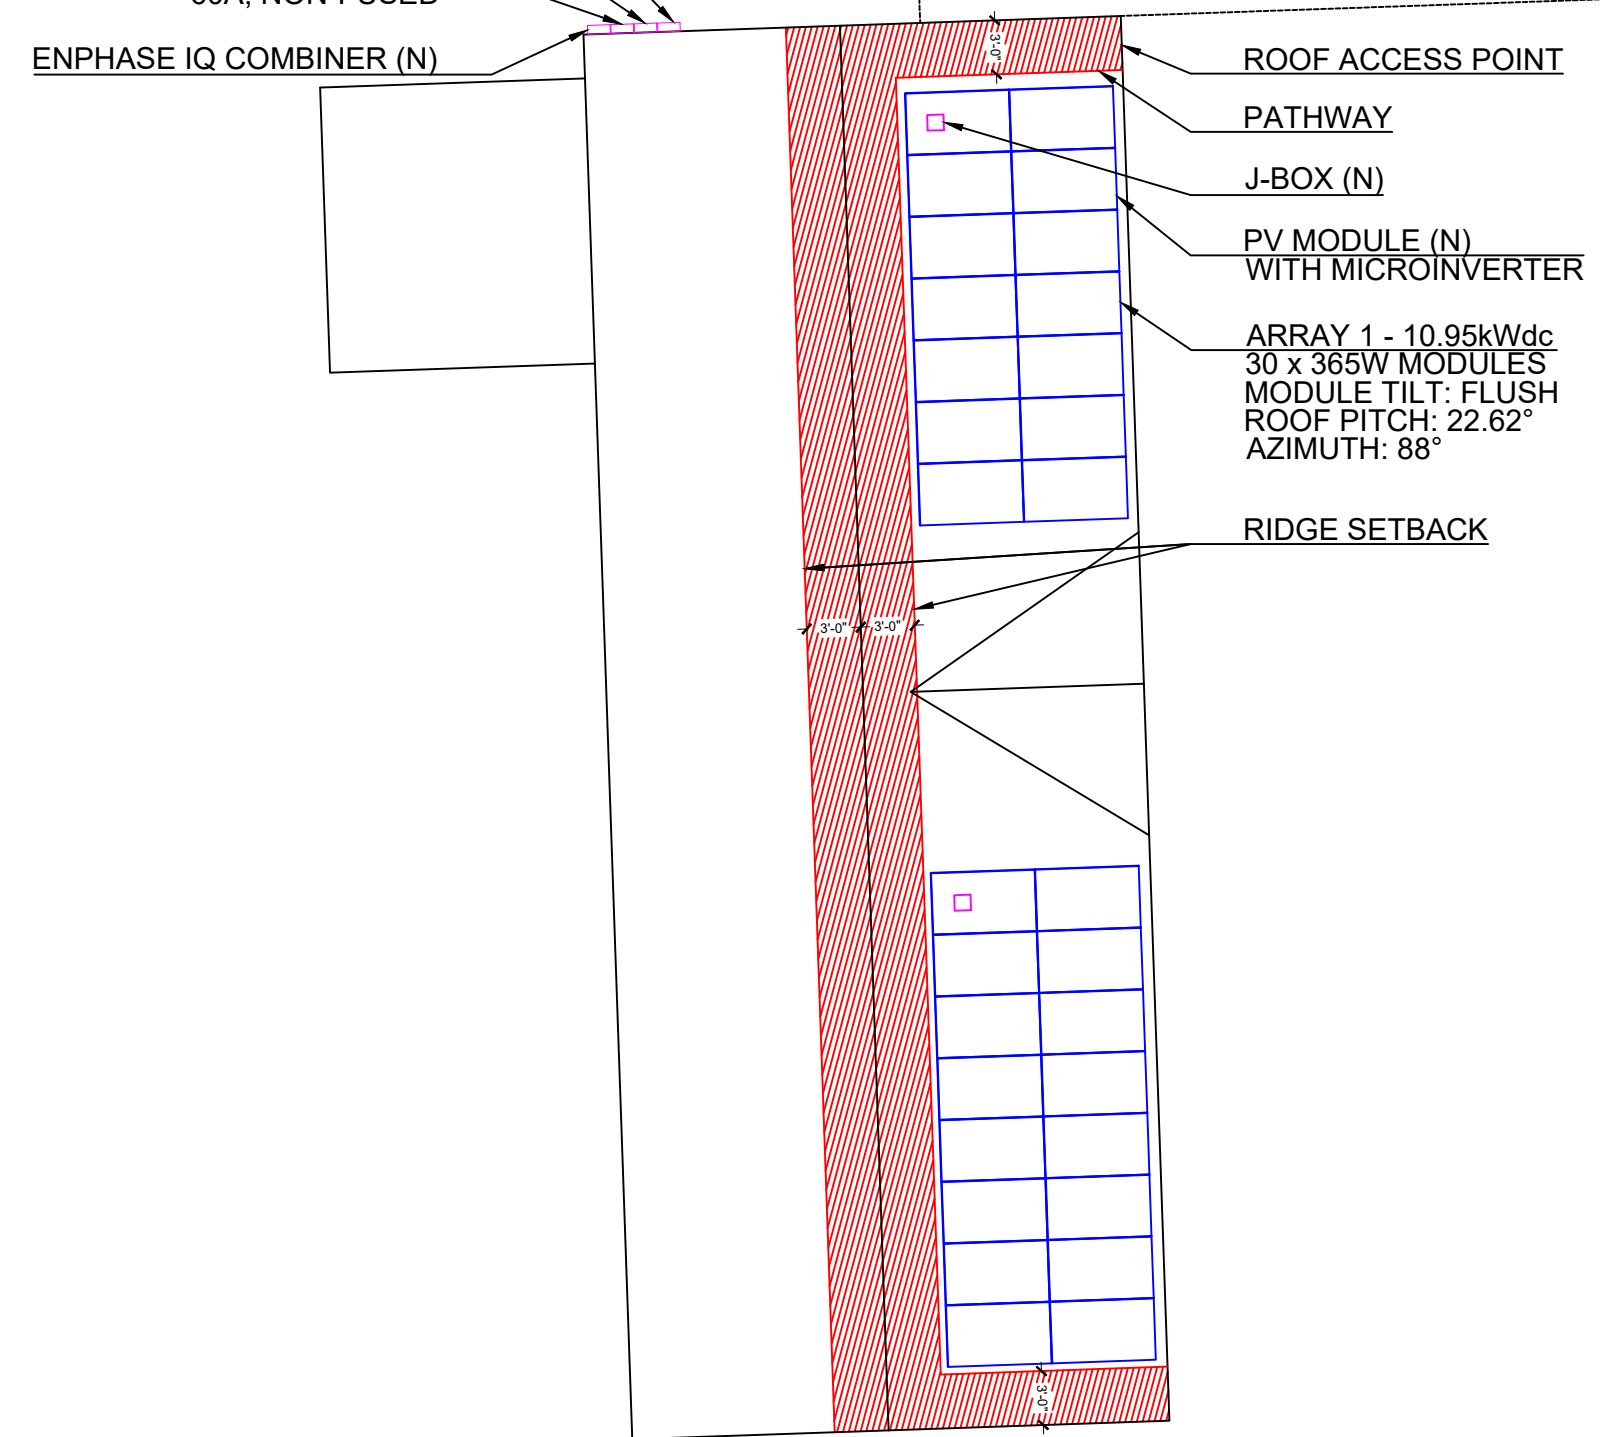 ENPHASE IQ COMBINER (N)
ROOF ACCESS POINT
PATHWAY
J-BOX (N)
PV MODULE (N)
WITH MICROINVERTER
ARRAY 1 - 10.95kWdc
30 x 365W MODULES
MODULE TILT: FLUSH
ROOF PITCH: 22.62°
AZIMUTH: 88°
RIDGE SETBACK
3'-0"
3'-0"
3'-0"
3'-0"